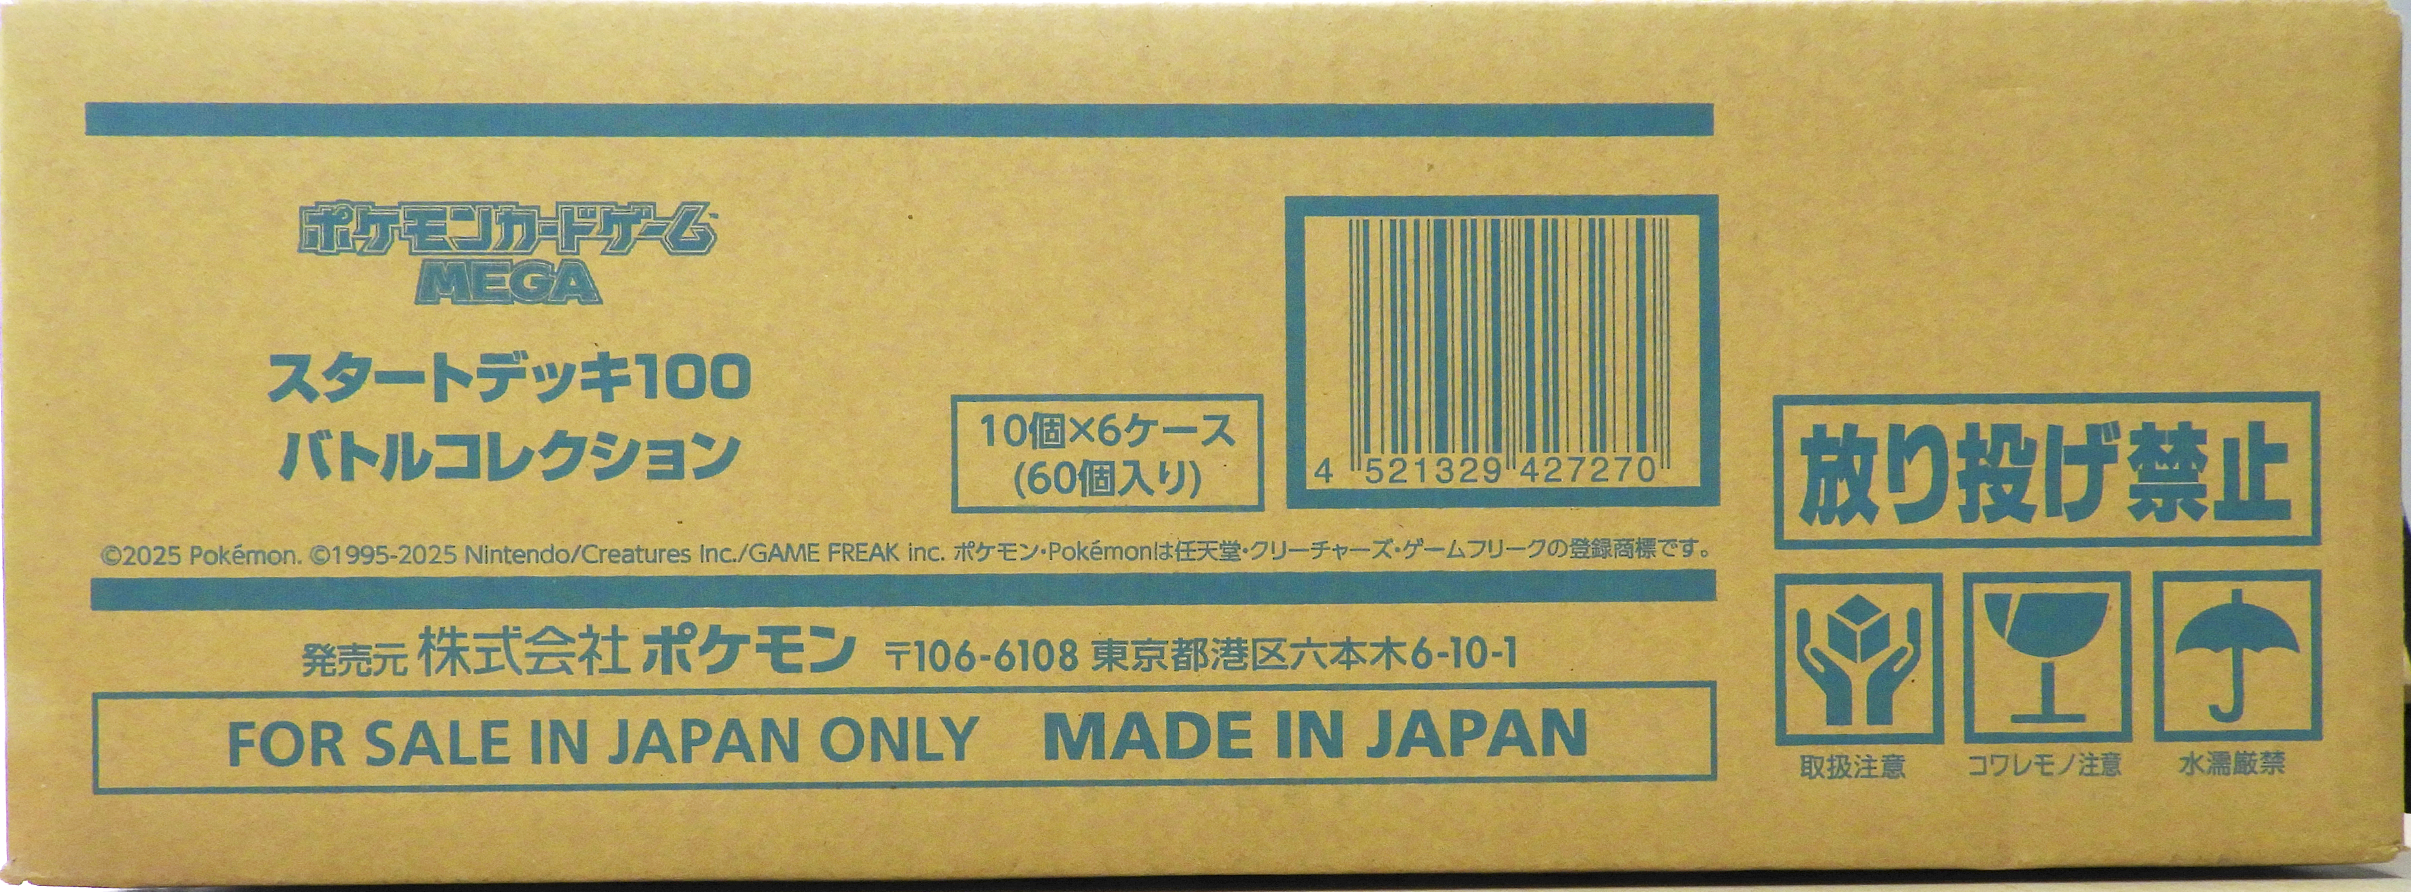 ポケモンカードゲーム
MEGA
スタートデッキ100
バトルコレクション
10個×6ケース
(60個入り)
4 521329 427270
©2025 Pokémon. ©1995-2025 Nintendo/Creatures Inc./GAME FREAK inc. ポケモン・Pokémonは任天堂・クリーチャーズ・ゲームフリークの登録商標です。
発売元 株式会社 ポケモン 〒106-6108 東京都港区六本木6-10-1
FOR SALE IN JAPAN ONLY MADE IN JAPAN
放り投げ禁止
取扱注意 コワレモノ注意 水濡厳禁